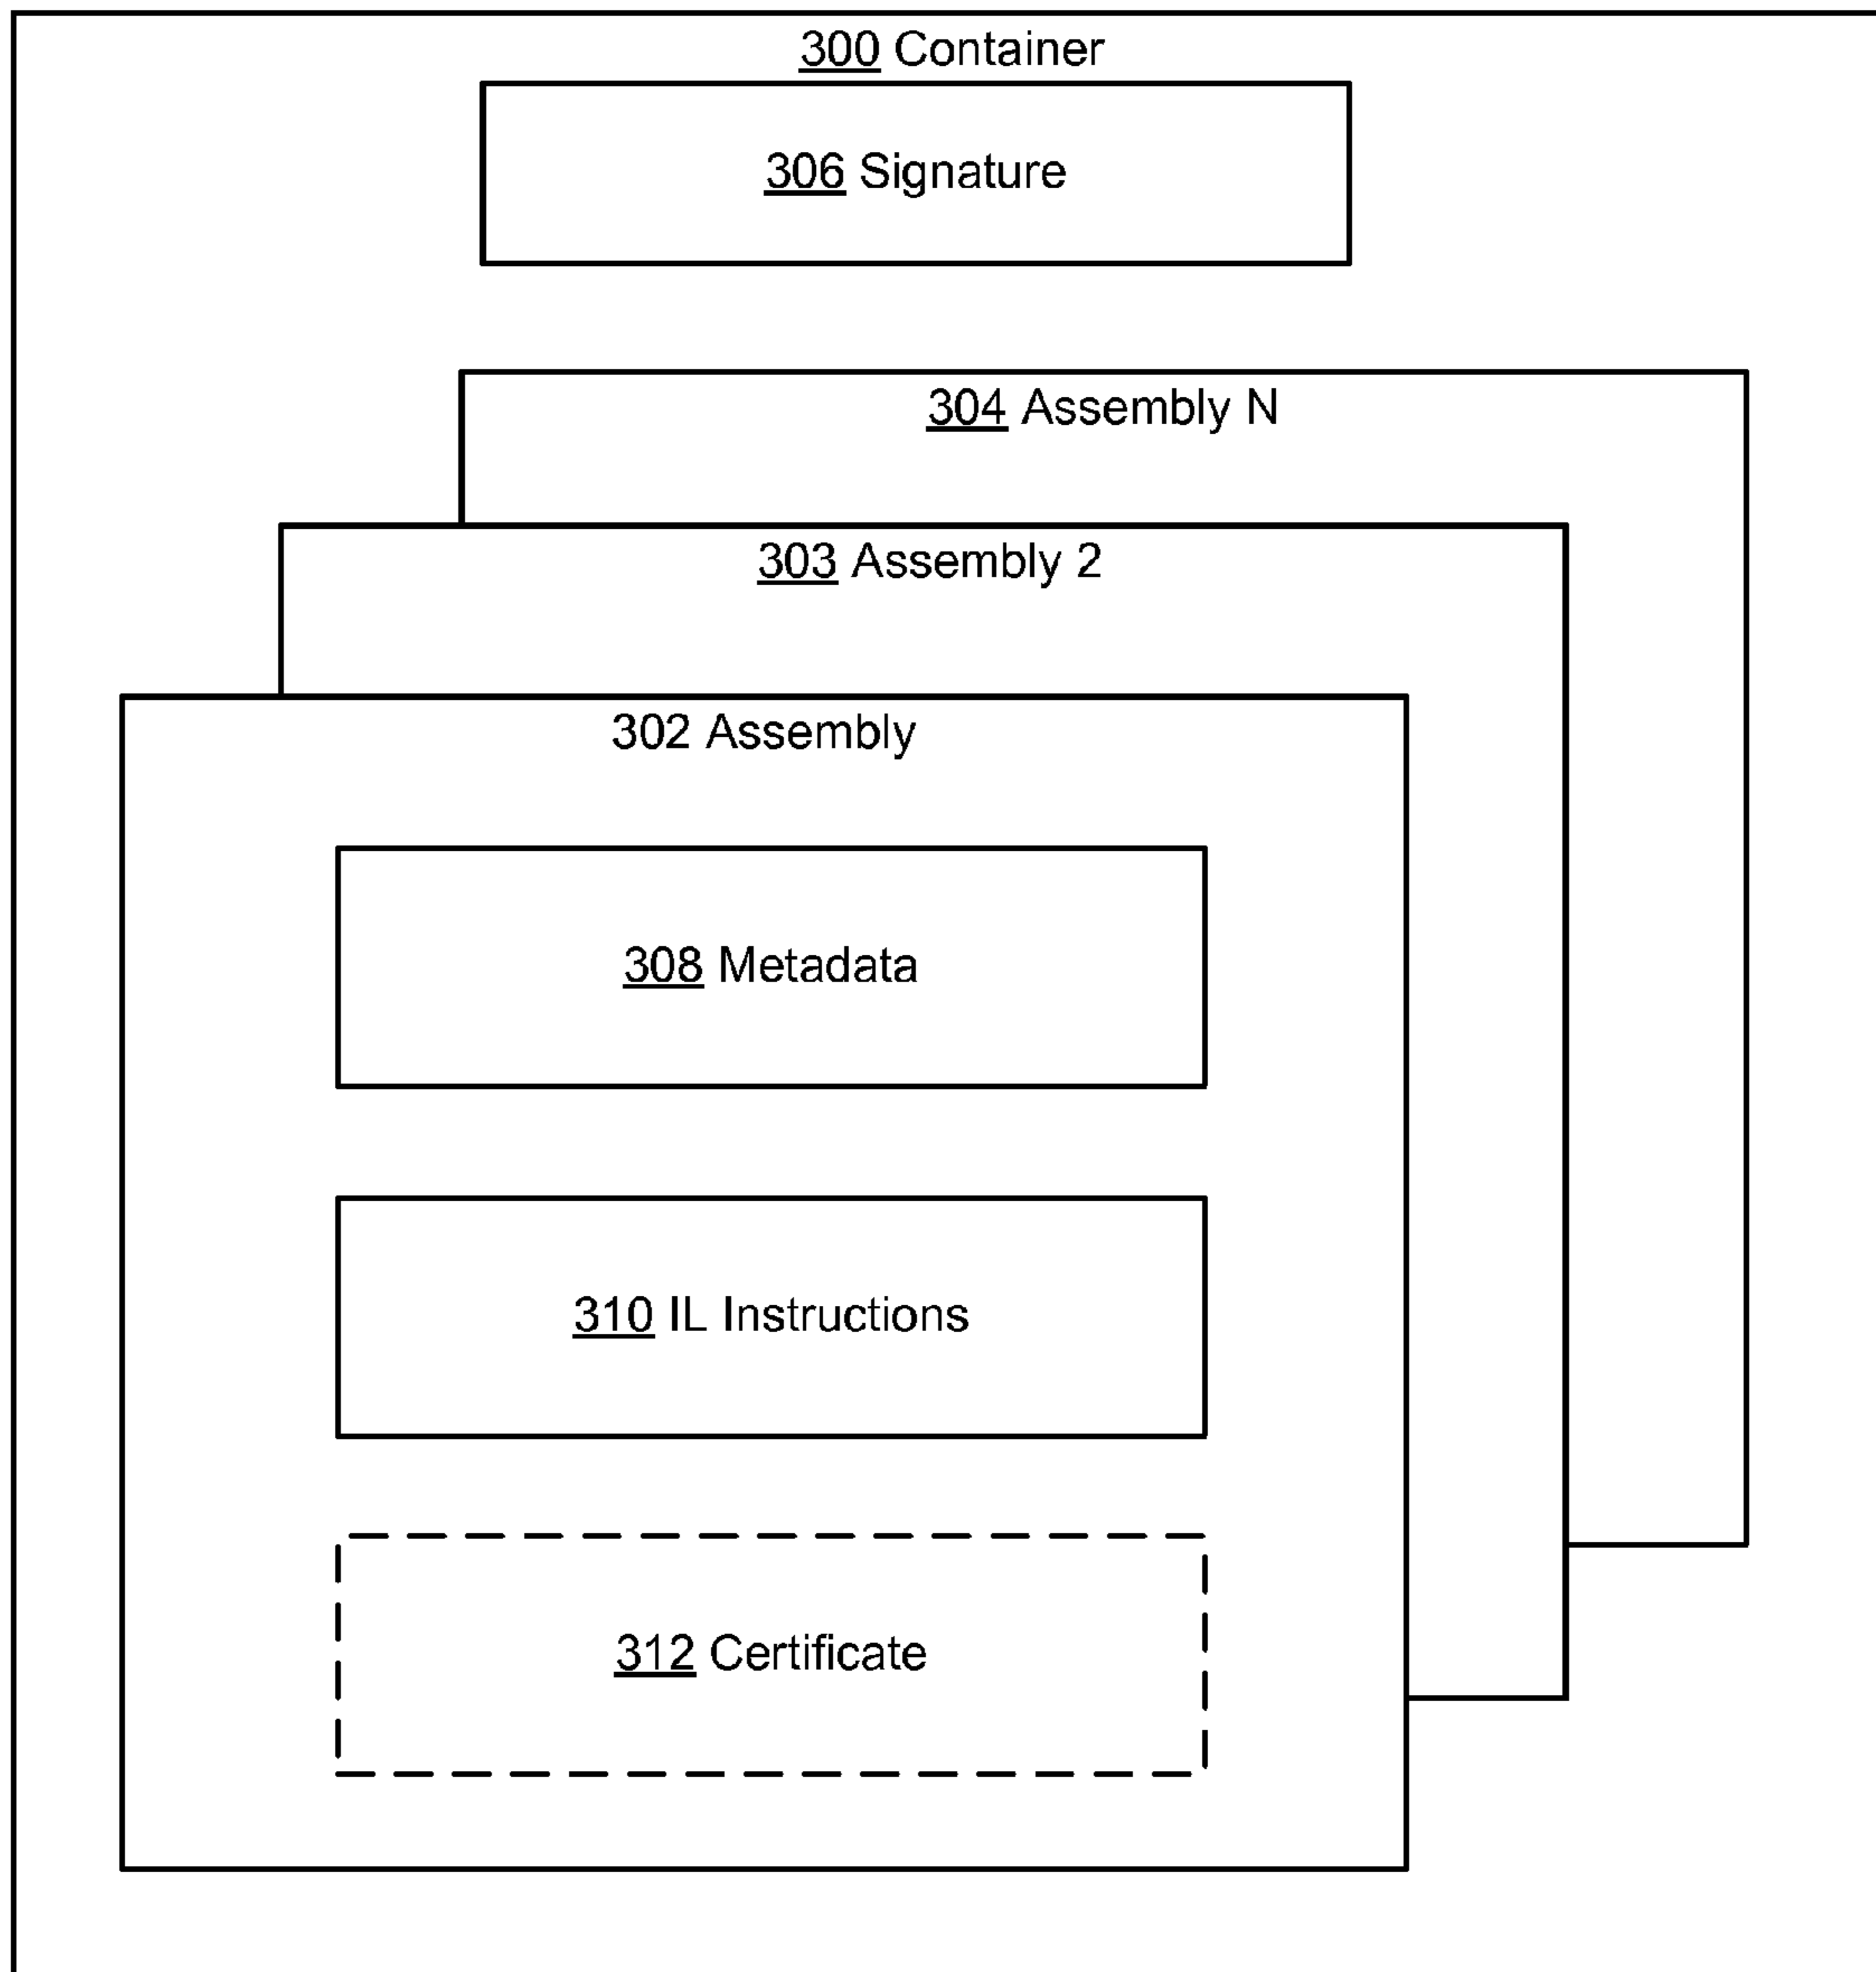 300 Container
306 Signature
304 Assembly N
303 Assembly 2
302 Assembly
308 Metadata
310 IL Instructions
312 Certificate